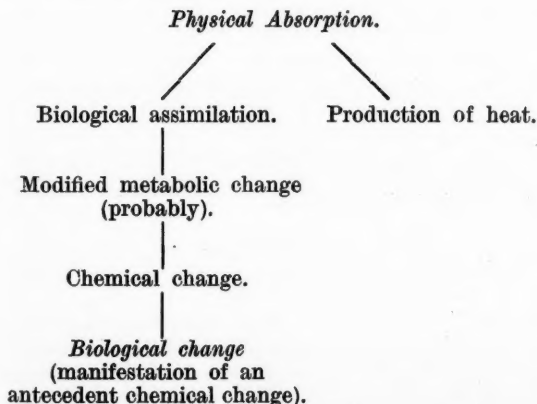 Physical Absorption.
Biological assimilation. Production of heat.
Modified metabolic change
(probably).
Chemical change.
Biological change
(manifestation of an
antecedent chemical change).